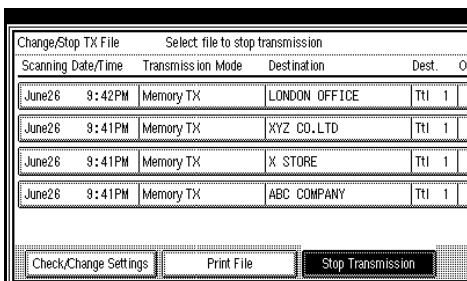 Change/Stop TX File Select file to stop transmission
Scanning Date/Time Transmission Mode Destination Dest. O
June26 9:42PM Memory TX LONDON OFFICE Ttl 1
June26 9:41PM Memory TX XYZ CO.LTD Ttl 1
June26 9:41PM Memory TX X STORE Ttl 1
June26 9:41PM Memory TX ABC COMPANY Ttl 1
Check/Change Settings Print File Stop Transmission